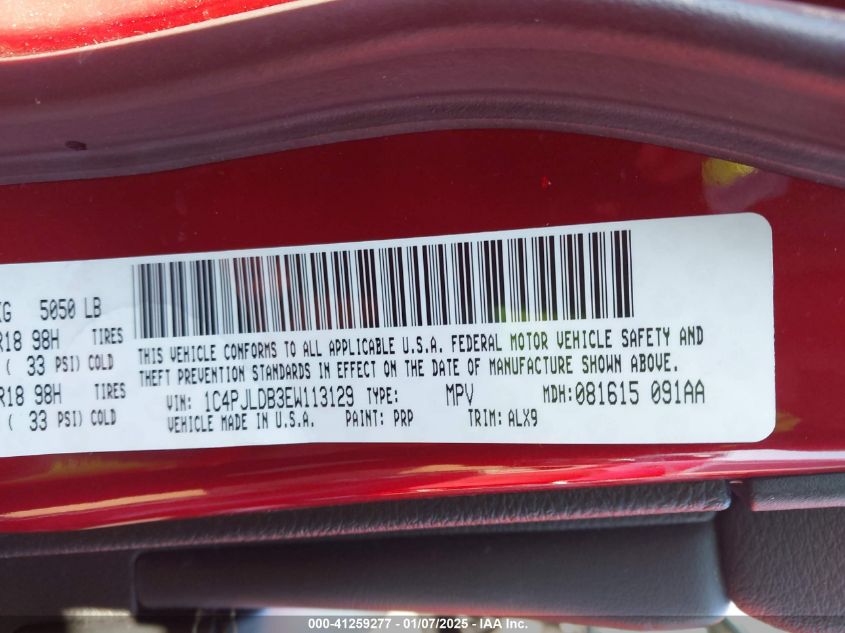 KG 5050 LB
R18 98H TIRES
( 33 PSI) COLD
R18 98H TIRES
( 33 PSI) COLD
THIS VEHICLE CONFORMS TO ALL APPLICABLE U.S.A. FEDERAL MOTOR VEHICLE SAFETY AND
THEFT PREVENTION STANDARDS IN EFFECT ON THE DATE OF MANUFACTURE SHOWN ABOVE.
VIN: 1C4PJLDB3EW113129 TYPE: MPV MDH:081615 091AA
VEHICLE MADE IN U.S.A. PAINT: PRP TRIM: ALX9
000-41259277 - 01/07/2025 - IAA Inc.